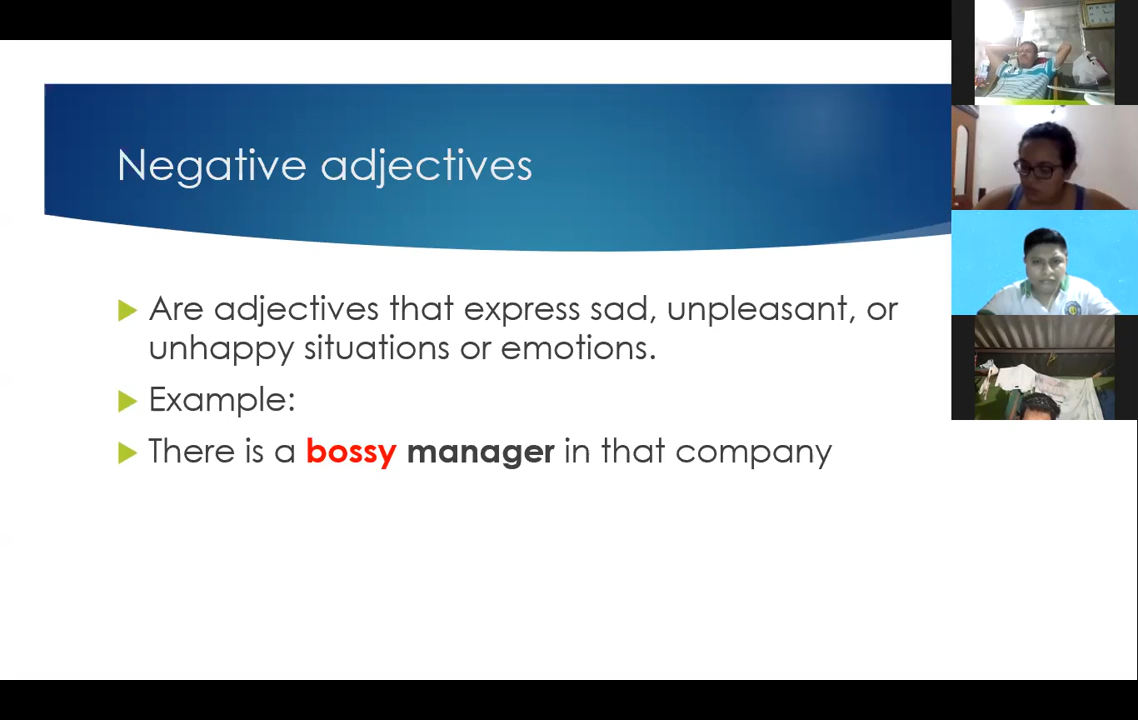 Negative adjectives
Are adjectives that express sad, unpleasant, or
unhappy situations or emotions.
Example:
There is a bossy manager in that company